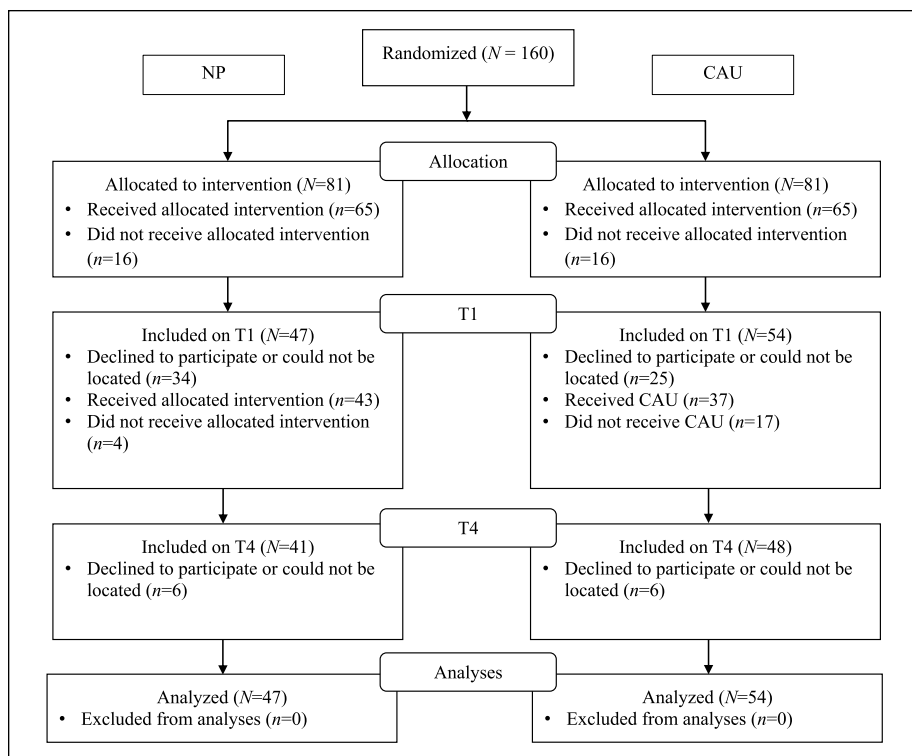 Randomized (N = 160)
NP
CAU
Allocation
Allocated to intervention (N=81)
• Received allocated intervention (n=65)
• Did not receive allocated intervention
(n=16)
Allocated to intervention (N=81)
• Received allocated intervention (n=65)
• Did not receive allocated intervention
(n=16)
T1
Included on T1 (N=47)
• Declined to participate or could not be
located (n=34)
• Received allocated intervention (n=43)
• Did not receive allocated intervention
(n=4)
Included on T1 (N=54)
• Declined to participate or could not be
located (n=25)
• Received CAU (n=37)
• Did not receive CAU (n=17)
T4
Included on T4 (N=41)
• Declined to participate or could not be
located (n=6)
Included on T4 (N=48)
• Declined to participate or could not be
located (n=6)
Analyses
Analyzed (N=47)
• Excluded from analyses (n=0)
Analyzed (N=54)
• Excluded from analyses (n=0)